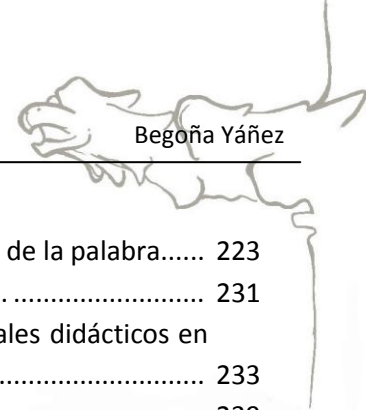 Begoña Yáñez
de la palabra...... 223
. ............................ 231
ales didácticos en
............................ 233